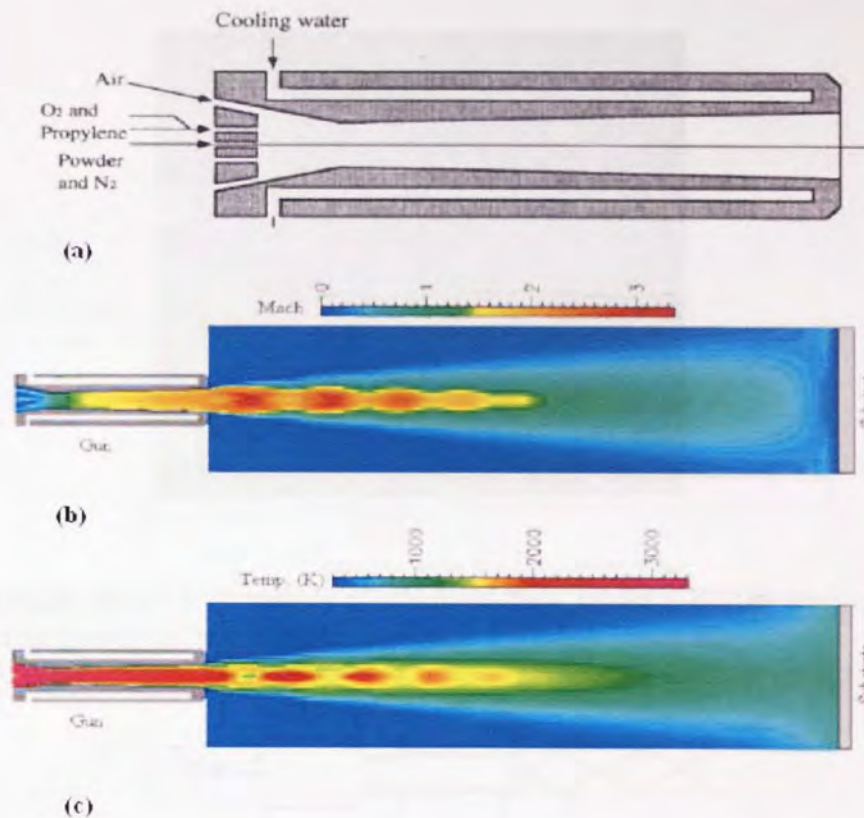 Cooling water
Air
O₂ and
Propylene
Powder
and N₂
(a)
0 1 2 3
Mach
Gun
(b)
1000 2000 3000
Temp. (K)
Gun
(c)